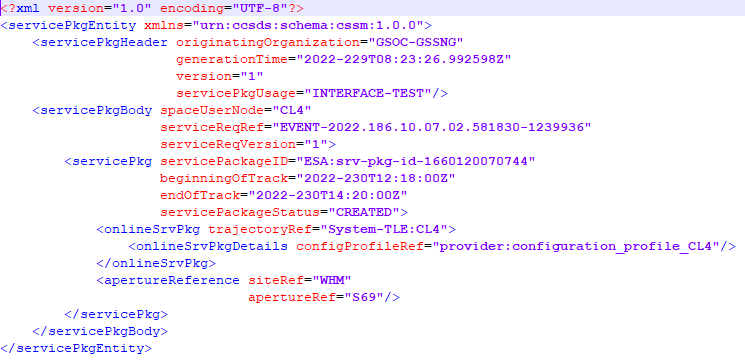 <?xml version="1.0" encoding="UTF-8"?>
<servicePkgEntity xmlns="urn:ccsds:schema:cssm:1.0.0">
<servicePkgHeader originatingOrganization="GSOC-GSSNG"
generationTime="2022-229T08:23:26.992598Z"
version="1"
servicePkgUsage="INTERFACE-TEST"/>
<servicePkgBody spaceUserNode="CL4"
serviceReqRef="EVENT-2022.186.10.07.02.581830-1239936"
serviceReqVersion="1">
<servicePkg servicePackageID="ESA:srv-pkg-id-1660120070744"
beginningOfTrack="2022-230T12:18:00Z"
endOfTrack="2022-230T14:20:00Z"
servicePackageStatus="CREATED">
<onlineSrvPkg trajectoryRef="System-TLE:CL4">
<onlineSrvPkgDetails configProfileRef="provider:configuration_profile_CL4"/>
</onlineSrvPkg>
<apertureReference siteRef="WHM"
apertureRef="S69"/>
</servicePkg>
</servicePkgBody>
</servicePkgEntity>